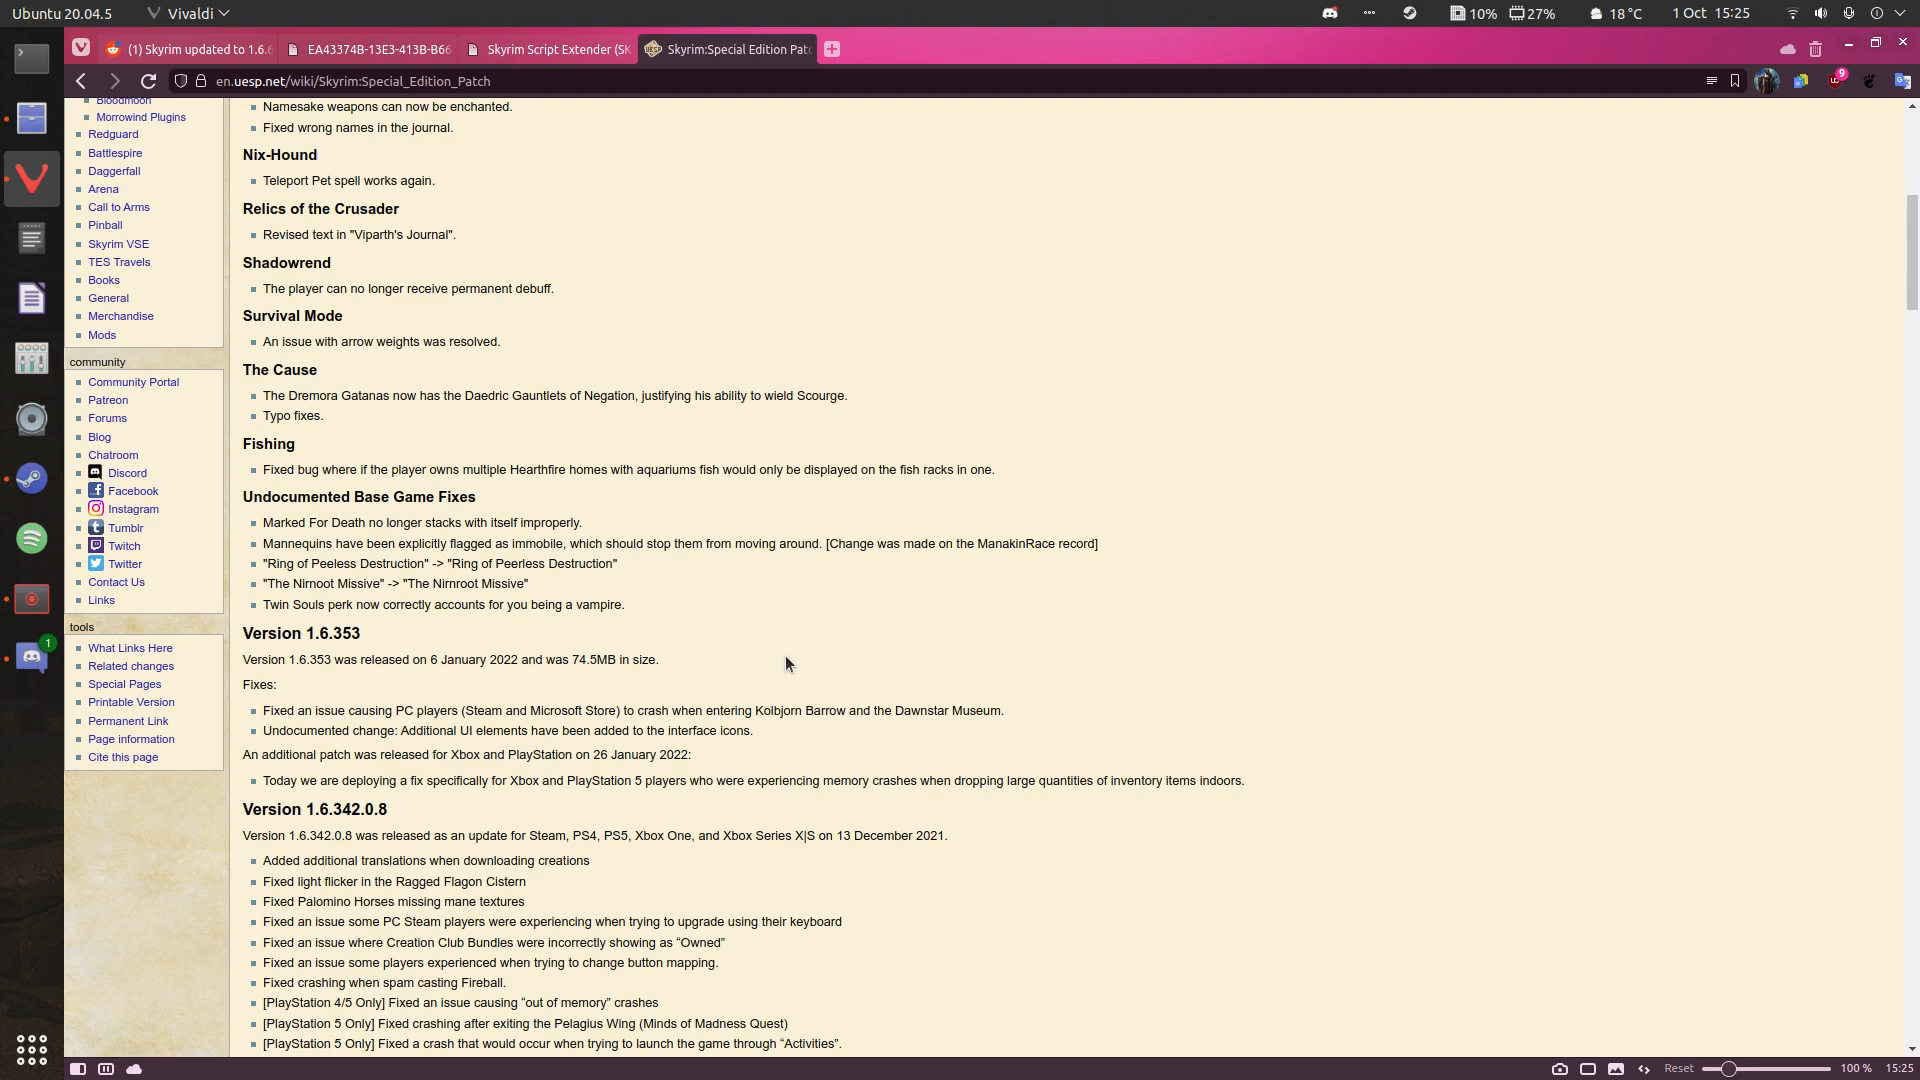 Ubuntu 20.04.5
Vivaldi
10%
27%
18°C
1 Oct 15:25
(1) Skyrim updated to 1.6.6
EA43374B-13E3-413B-B66
Skyrim Script Extender (SK
Skyrim:Special Edition Patc
en.uesp.net/wiki/Skyrim:Special_Edition_Patch
9
Bloodmoon
Morrowind Plugins
Redguard
Battlespire
Daggerfall
Arena
Call to Arms
Pinball
Skyrim VSE
TES Travels
Books
General
Merchandise
Mods
community
Community Portal
Patreon
Forums
Blog
Chatroom
Discord
Facebook
Instagram
Tumblr
Twitch
Twitter
Contact Us
Links
1
tools
What Links Here
Related changes
Special Pages
Printable Version
Permanent Link
Page information
Cite this page
Namesake weapons can now be enchanted.
Fixed wrong names in the journal.
Nix-Hound
Teleport Pet spell works again.
Relics of the Crusader
Revised text in "Viparth's Journal".
Shadowrend
The player can no longer receive permanent debuff.
Survival Mode
An issue with arrow weights was resolved.
The Cause
The Dremora Gatanas now has the Daedric Gauntlets of Negation, justifying his ability to wield Scourge.
Typo fixes.
Fishing
Fixed bug where if the player owns multiple Hearthfire homes with aquariums fish would only be displayed on the fish racks in one.
Undocumented Base Game Fixes
Marked For Death no longer stacks with itself improperly.
Mannequins have been explicitly flagged as immobile, which should stop them from moving around. [Change was made on the ManakinRace record]
"Ring of Peeless Destruction" -> "Ring of Peerless Destruction"
"The Nirnoot Missive" -> "The Nirnroot Missive"
Twin Souls perk now correctly accounts for you being a vampire.
Version 1.6.353
Version 1.6.353 was released on 6 January 2022 and was 74.5MB in size.
Fixes:
Fixed an issue causing PC players (Steam and Microsoft Store) to crash when entering Kolbjorn Barrow and the Dawnstar Museum.
Undocumented change: Additional UI elements have been added to the interface icons.
An additional patch was released for Xbox and PlayStation on 26 January 2022:
Today we are deploying a fix specifically for Xbox and PlayStation 5 players who were experiencing memory crashes when dropping large quantities of inventory items indoors.
Version 1.6.342.0.8
Version 1.6.342.0.8 was released as an update for Steam, PS4, PS5, Xbox One, and Xbox Series X|S on 13 December 2021.
Added additional translations when downloading creations
Fixed light flicker in the Ragged Flagon Cistern
Fixed Palomino Horses missing mane textures
Fixed an issue some PC Steam players were experiencing when trying to upgrade using their keyboard
Fixed an issue where Creation Club Bundles were incorrectly showing as “Owned”
Fixed an issue some players experienced when trying to change button mapping.
Fixed crashing when spam casting Fireball.
[PlayStation 4/5 Only] Fixed an issue causing “out of memory” crashes
[PlayStation 5 Only] Fixed crashing after exiting the Pelagius Wing (Minds of Madness Quest)
[PlayStation 5 Only] Fixed a crash that would occur when trying to launch the game through “Activities”.
Reset
100 %
15:25